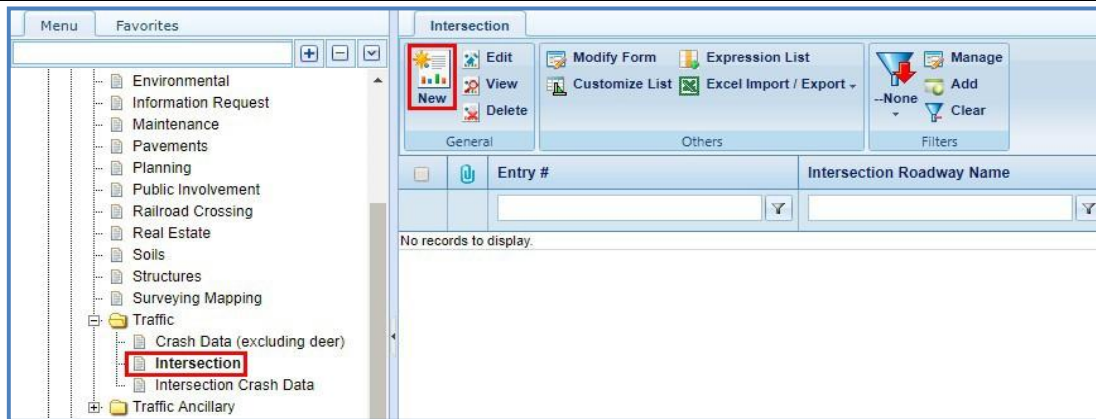 Menu
Favorites
Environmental
Information Request
Maintenance
Pavements
Planning
Public Involvement
Railroad Crossing
Real Estate
Soils
Structures
Surveying Mapping
Traffic
Crash Data (excluding deer)
Intersection
Intersection Crash Data
Traffic Ancillary
Intersection
New
Edit
View
Delete
General
Modify Form
Expression List
Customize List
Excel Import / Export
Others
--None
Manage
Add
Clear
Filters
Entry #
Intersection Roadway Name
No records to display.